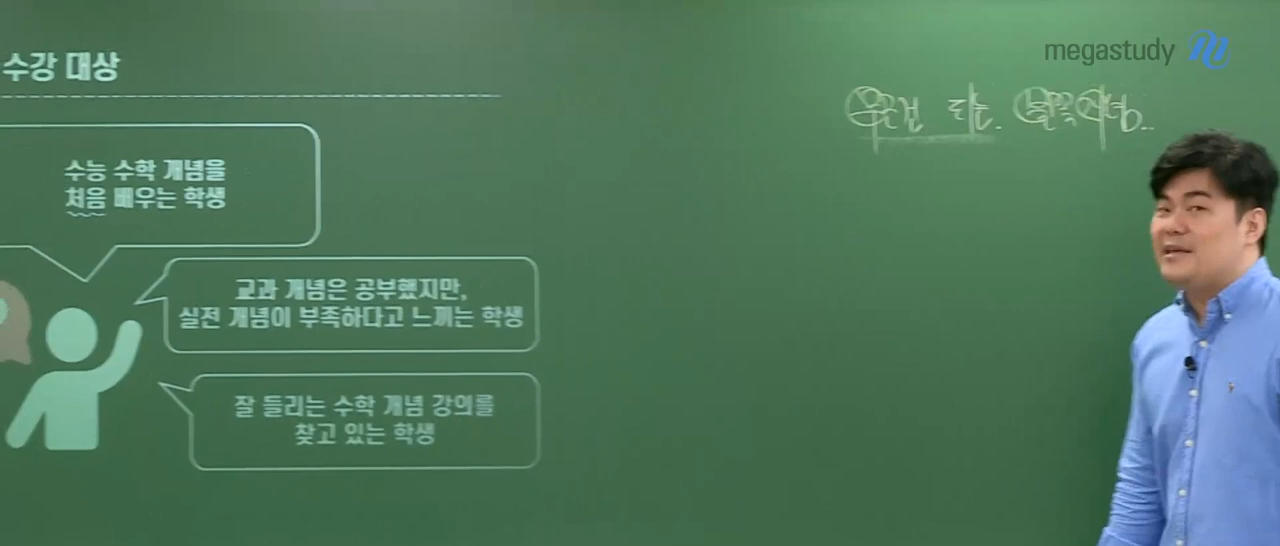 megastudy
수강 대상
수능 수학 개념을
처음 배우는 학생
교과 개념은 공부했지만,
실전 개념이 부족하다고 느끼는 학생
잘 들리는 수학 개념 강의를
찾고 있는 학생